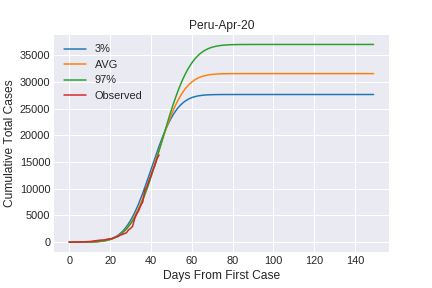 Peru-Apr-20
3%
AVG
97%
Observed
Cumulative Total Cases
35000
30000
25000
20000
15000
10000
5000
0
0 20 40 60 80 100 120 140
Days From First Case